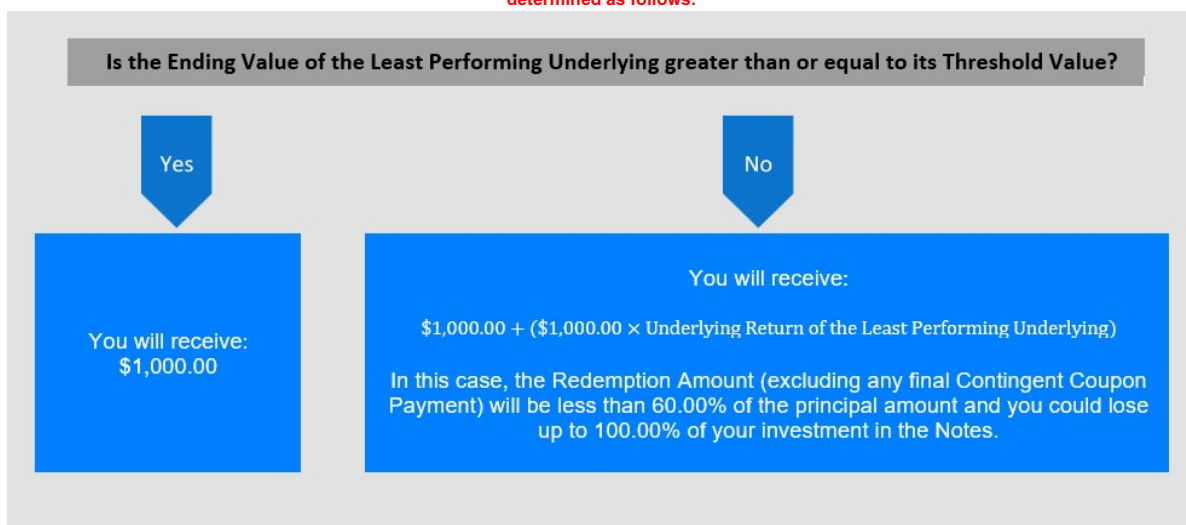 determined as follows:
Is the Ending Value of the Least Performing Underlying greater than or equal to its Threshold Value?
Yes
No
You will receive:
$1,000.00
You will receive:
$1,000.00 + ($1,000.00 × Underlying Return of the Least Performing Underlying)
In this case, the Redemption Amount (excluding any final Contingent Coupon
Payment) will be less than 60.00% of the principal amount and you could lose
up to 100.00% of your investment in the Notes.